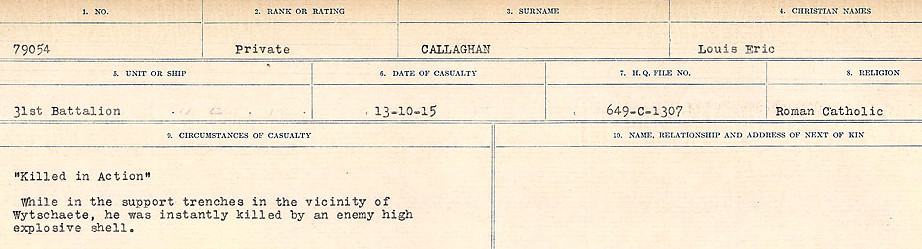 1. NO. 2. RANK OR RATING 3. SURNAME 4. CHRISTIAN NAMES
79054 Private CALLAGHAN Louis Eric
5. UNIT OR SHIP 6. DATE OF CASUALTY 7. H.Q. FILE NO. 8. RELIGION
31st Battalion 13-10-15 649-C-1307 Roman Catholic
9. CIRCUMSTANCES OF CASUALTY 10. NAME, RELATIONSHIP AND ADDRESS OF NEXT OF KIN
"Killed in Action"
While in the support trenches in the vicinity of
Wytschaete, he was instantly killed by an enemy high
explosive shell.